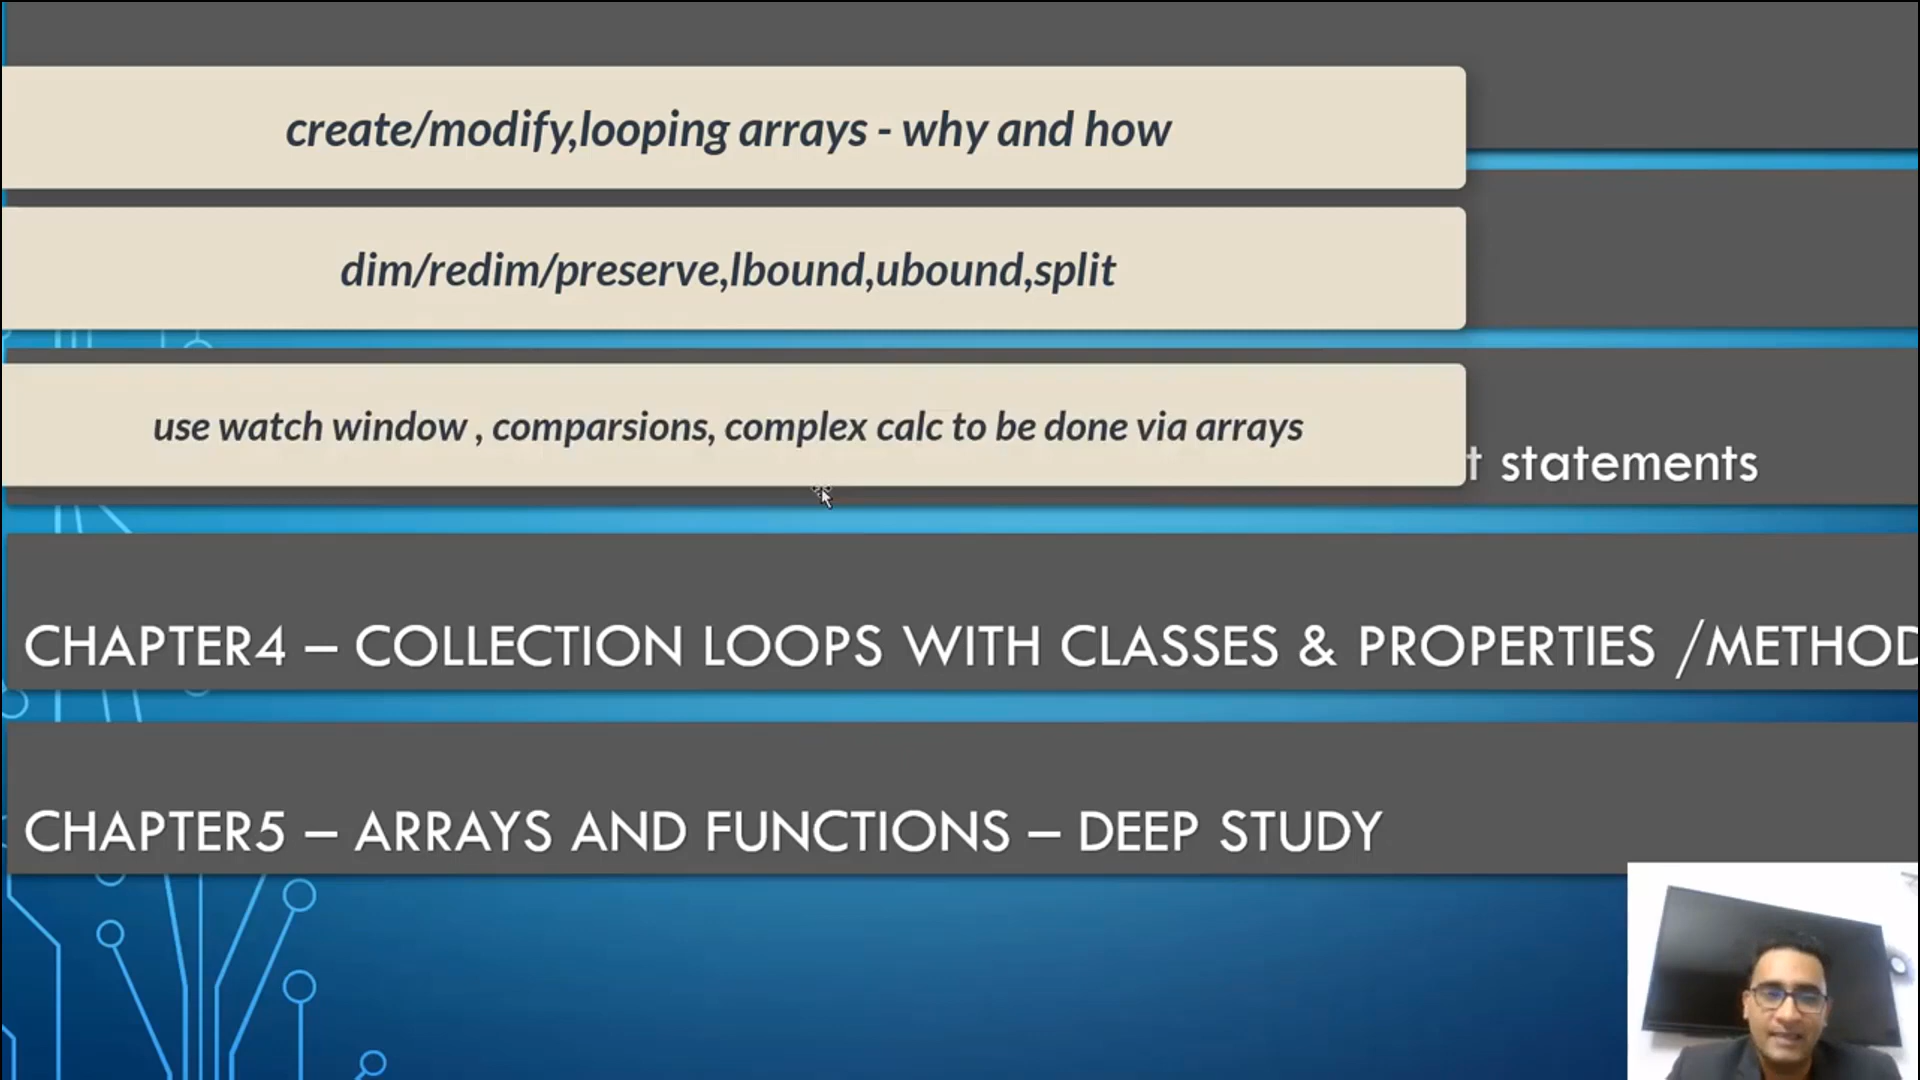 create/modify,looping arrays - why and how
dim/redim/preserve,lbound,ubound,split
use watch window , comparsions, complex calc to be done via arrays
statements
CHAPTER4 – COLLECTION LOOPS WITH CLASSES & PROPERTIES /METHOD
CHAPTER5 – ARRAYS AND FUNCTIONS – DEEP STUDY